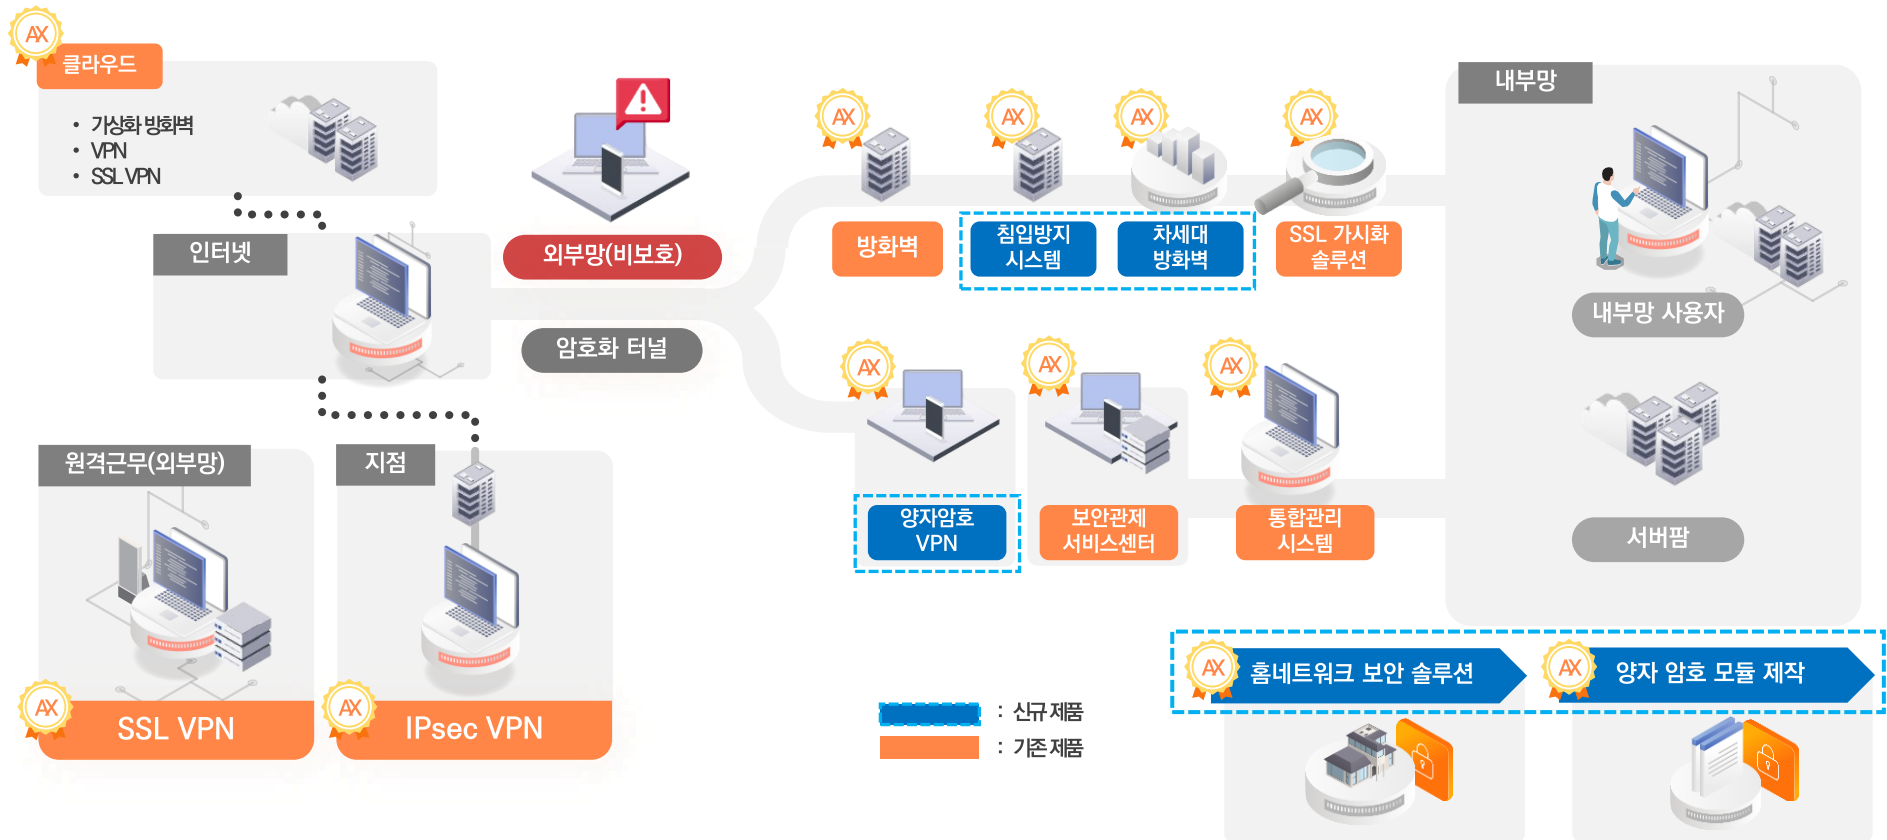 AX
클라우드
• 가상화 방화벽
• VPN
• SSL VPN
인터넷
외부망(비보호)
암호화 터널
AX
방화벽
AX
침입방지
시스템
AX
차세대
방화벽
AX
SSL 가시화
솔루션
내부망
내부망 사용자
서버팜
AX
양자암호
VPN
AX
보안관제
서비스센터
AX
통합관리
시스템
원격근무(외부망)
AX
SSL VPN
지점
AX
IPsec VPN
: 신규 제품
: 기존 제품
AX
홈네트워크 보안 솔루션
AX
양자 암호 모듈 제작